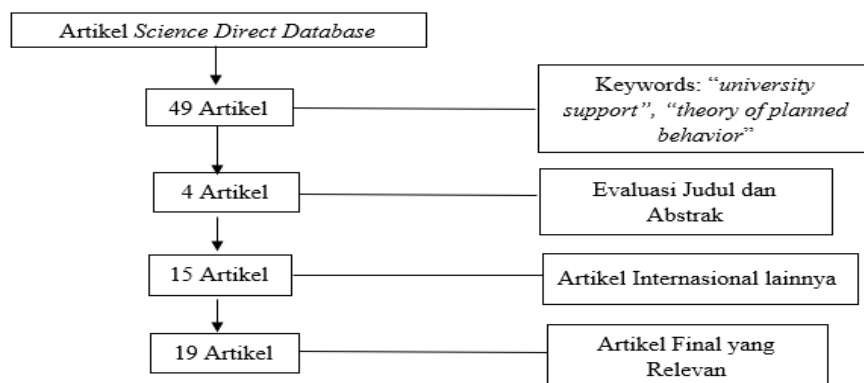 Artikel Science Direct Database
49 Artikel
Keywords: “university
support”, “theory of planned
behavior”
4 Artikel
Evaluasi Judul dan
Abstrak
15 Artikel
Artikel Internasional lainnya
19 Artikel
Artikel Final yang
Relevan